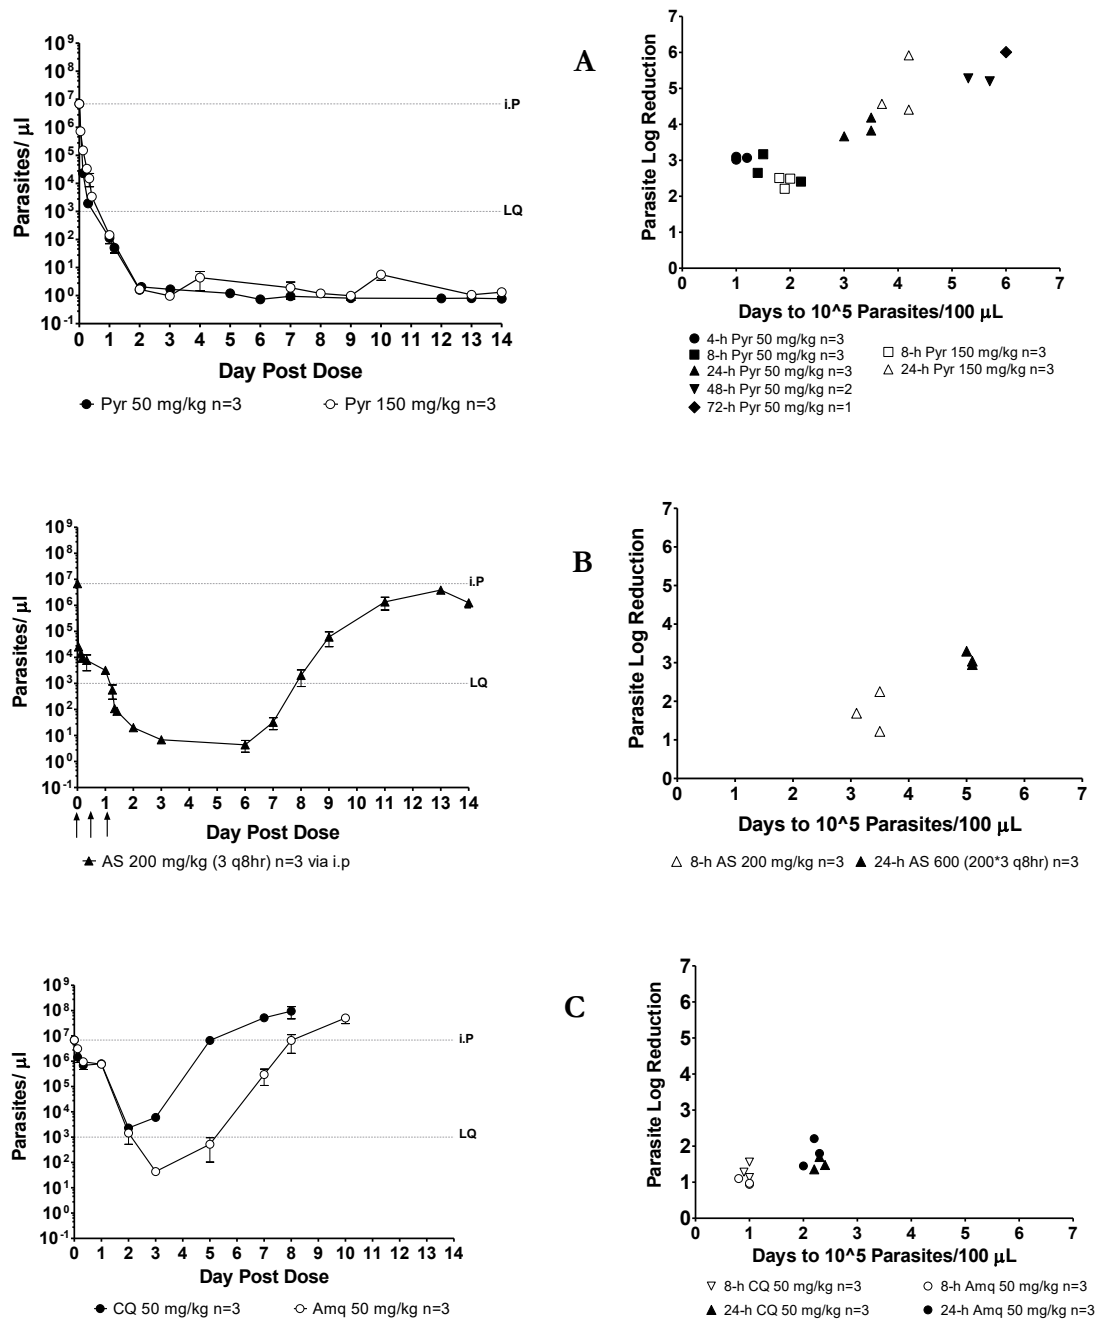 A
Parasites/ µl
10^9
10^8
10^7
10^6
10^5
10^4
10^3
10^2
10^1
10^0
10^-1
i.P
LQ
0 1 2 3 4 5 6 7 8 9 10 11 12 13 14
Day Post Dose
Pyr 50 mg/kg n=3 Pyr 150 mg/kg n=3
Parasite Log Reduction
7
6
5
4
3
2
1
0
0 1 2 3 4 5 6 7
Days to 10^5 Parasites/100 µL
4-h Pyr 50 mg/kg n=3
8-h Pyr 50 mg/kg n=3 8-h Pyr 150 mg/kg n=3
24-h Pyr 50 mg/kg n=3 24-h Pyr 150 mg/kg n=3
48-h Pyr 50 mg/kg n=2
72-h Pyr 50 mg/kg n=1
B
Parasites/ µl
10^9
10^8
10^7
10^6
10^5
10^4
10^3
10^2
10^1
10^0
10^-1
i.P
LQ
0 1 2 3 4 5 6 7 8 9 10 11 12 13 14
Day Post Dose
AS 200 mg/kg (3 q8hr) n=3 via i.p
Parasite Log Reduction
7
6
5
4
3
2
1
0
0 1 2 3 4 5 6 7
Days to 10^5 Parasites/100 µL
8-h AS 200 mg/kg n=3 24-h AS 600 (200*3 q8hr) n=3
C
Parasites/ µl
10^9
10^8
10^7
10^6
10^5
10^4
10^3
10^2
10^1
10^0
10^-1
i.P
LQ
0 1 2 3 4 5 6 7 8 9 10 11 12 13 14
Day Post Dose
CQ 50 mg/kg n=3 Amq 50 mg/kg n=3
Parasite Log Reduction
7
6
5
4
3
2
1
0
0 1 2 3 4 5 6 7
Days to 10^5 Parasites/100 µL
8-h CQ 50 mg/kg n=3 8-h Amq 50 mg/kg n=3
24-h CQ 50 mg/kg n=3 24-h Amq 50 mg/kg n=3